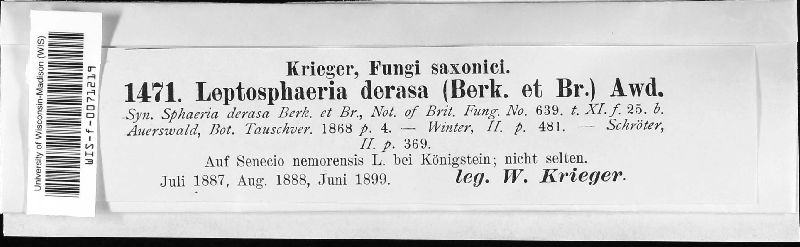 University of Wisconsin-Madison (WIS)
WIS-f-0071219
Krieger, Fungi saxonici.
1471. Leptosphaeria derasa (Berk. et Br.) Awd.
Syn. Sphaeria derasa Berk. et Br., Not. of Brit. Fung. No. 639. t. XI. f. 25. b.
Auerswald, Bot. Tauschver. 1868 p. 4. — Winter, II. p. 481. — Schröter,
II. p. 369.
Auf Senecio nemorensis L. bei Königstein; nicht selten.
Juli 1887, Aug. 1888, Juni 1899. leg. W. Krieger.